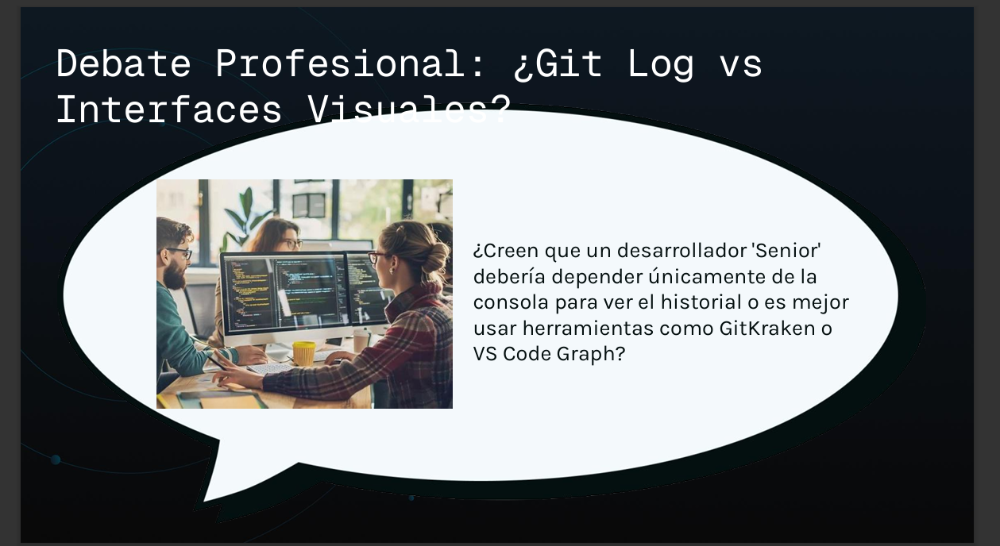 Debate Profesional: ¿Git Log vs
Interfaces Visuales?
¿Creen que un desarrollador 'Senior'
debería depender únicamente de la
consola para ver el historial o es mejor
usar herramientas como GitKraken o
VS Code Graph?